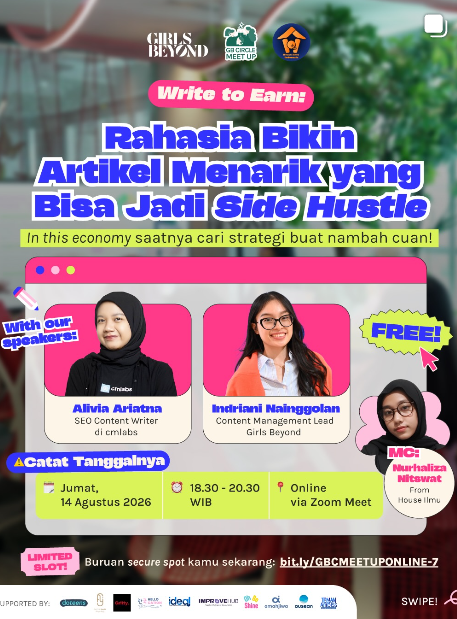 GIRLS
BEYOND
GB CIRCLE
MEET UP
Write to Earn:
Rahasia Bikin
Artikel Menarik yang
Bisa Jadi Side Hustle
In this economy saatnya cari strategi buat nambah cuan!
With our
speakers:
FREE!
cmlabs
Alivia Ariatna
SEO Content Writer
di cmlabs
Indriani Nainggolan
Content Management Lead
Girls Beyond
MC:
Nurhaliza
Nitswat
From
House Ilmu
Catat Tanggalnya
Jumat,
14 Agustus 2026
18.30 - 20.30
WIB
Online
via Zoom Meet
LIMITED
SLOT!
Buruan secure spot kamu sekarang: bit.ly/GBCMEETUPONLINE-7
UPPORTED BY:
ideal
IMPROVEHUB
Shine
SWIPE!